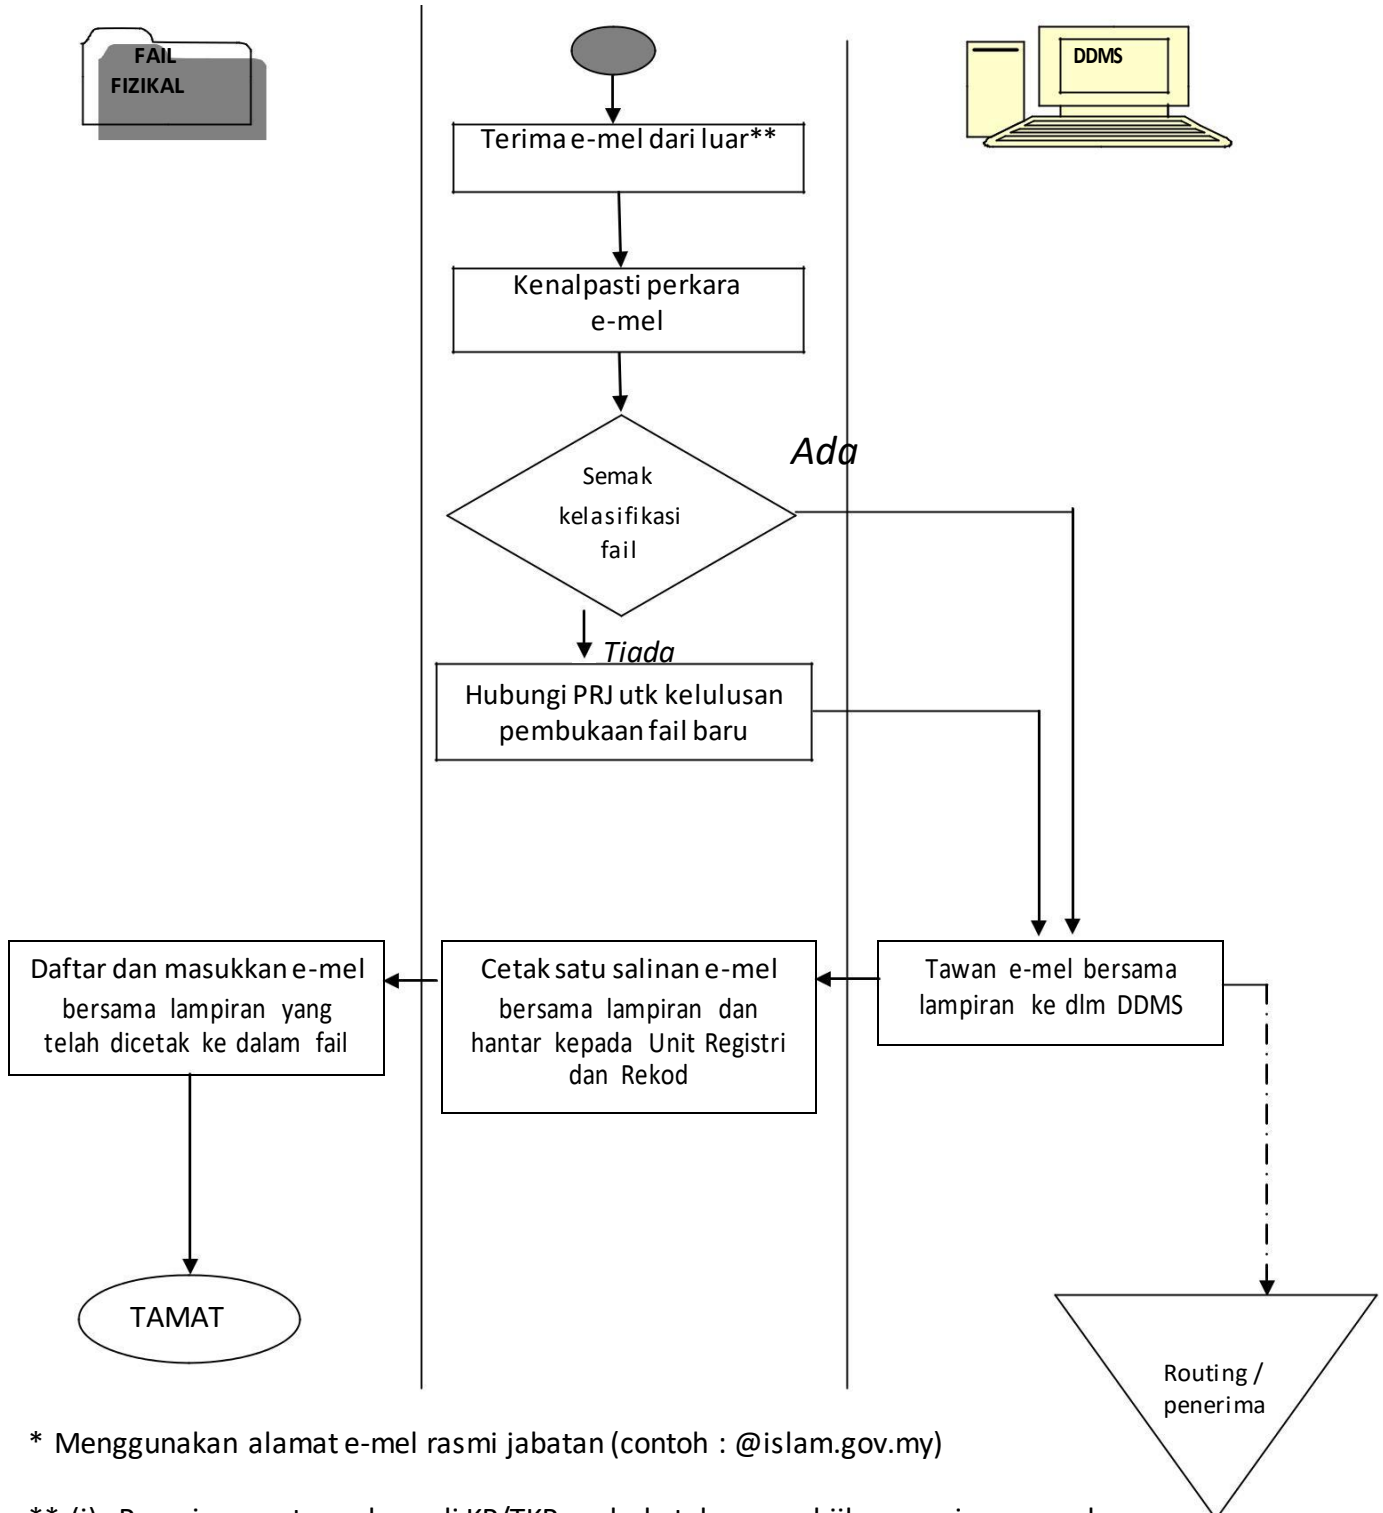 FAIL
FIZIKAL
DDMS
Terima e-mel dari luar**
Kenalpasti perkara
e-mel
Semak
kelasifikasi
fail
Ada
Tiada
Hubungi PRJ utk kelulusan
pembukaan fail baru
Daftar dan masukkan e-mel
bersama lampiran yang
telah dicetak ke dalam fail
Cetak satu salinan e-mel
bersama lampiran dan
hantar kepada Unit Registri
dan Rekod
Tawan e-mel bersama
lampiran ke dlm DDMS
TAMAT
Routing /
penerima
* Menggunakan alamat e-mel rasmi jabatan (contoh : @islam.gov.my)
** (i)